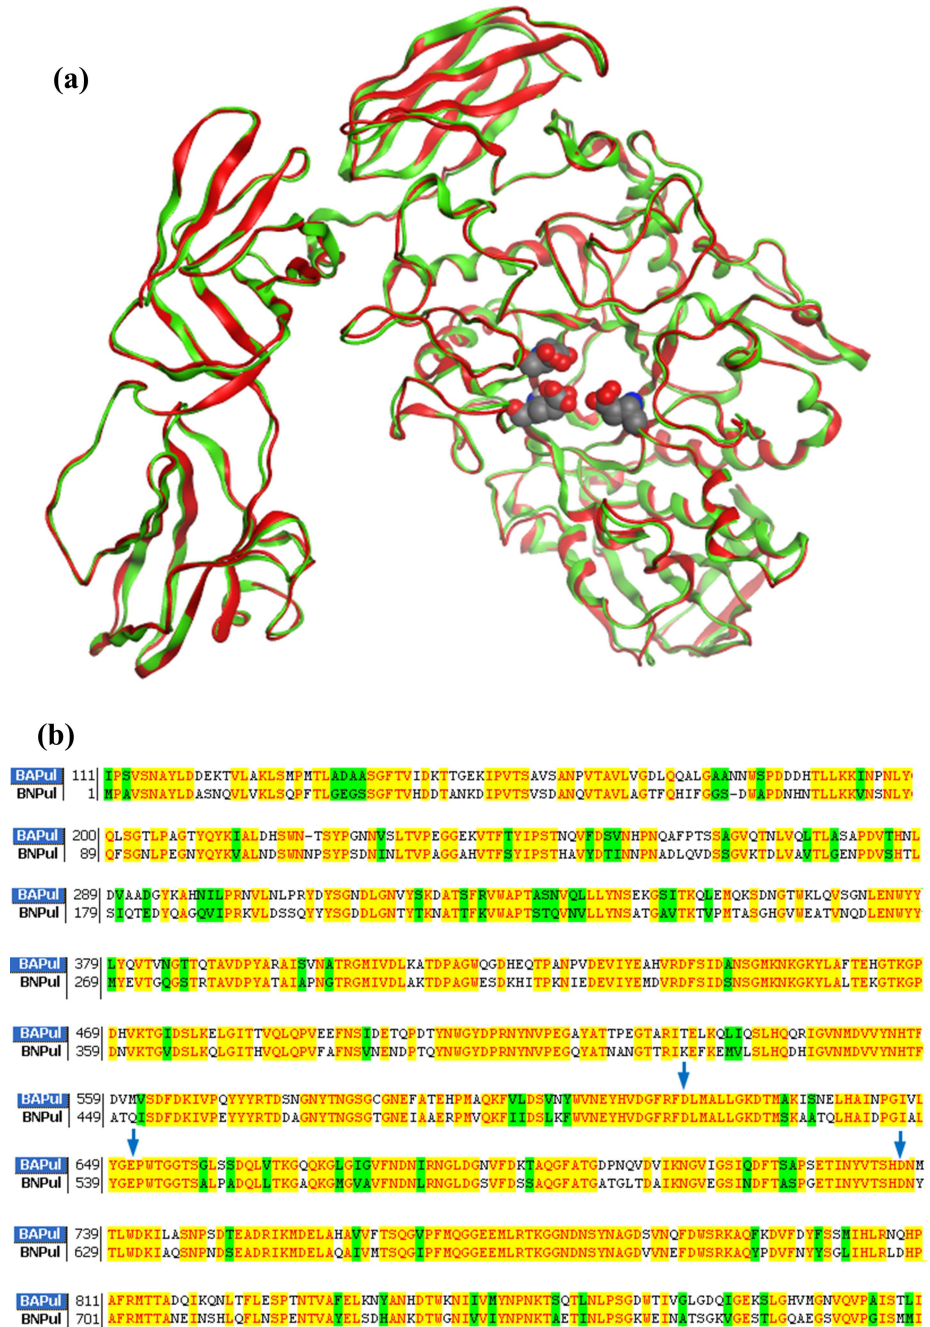 (a)
(b)
BAPul 111 IPSVSNAYLDDEKTVLAKLSMPMTLADAASGFTVIDKTTGEKIPVTSAVSANPVTAVLVGDLQQALGAANNWSPDDDHTLLKKINPNLY
BNPul 1 MPAVSNAYLDASNQVLVKLSQPFTLGEGSSGFTVHDDTANKDIPVTSVSDANQVTAVLAGTFQHIFGGS-DWAPDNHNTLLKKVNSNLY
BAPul 200 QLSGTLPAGTYQYKIALDHSWN-TSYPGNNVSLTVPEGGEKVTFTYIPSTNQVFDSVNHPNQAFPTSSAGVQTNLVQLTLASAPDVTHNL
BNPul 89 QFSGNLPEGNYQYKVALNDSWNNPSYPSDNINLTVPAGGAHVTFSYIPSTHAVYDTINNPNADLQVDSSGVKTDLVAVTLGENPDVSHTL
BAPul 289 DVAADGYKAHNILPRNVLNLPRYDYSGNDLGNVYSKDATSFRVWAPTASNVQLLLYNSEKGSITKQLEMQKSDNGTWKLQVSGNLENWYY
BNPul 179 SIQTEDYQAGQVIPRKVLDSSQYYYSGDDLGNTYTKNATTFKVWAPTSTQVNVLLYNSATGAVTKTVPMTASGHGVWEATVNQDLENWYY
BAPul 379 LYQVTVNGTTQTAVDPYARAISVNATRGMIVDLKATDPAGWQGDHEQTPANPVDEVIYEAHVRDFSIDANSGMKNKGKYLAFTEHGTKGP
BNPul 269 MYEVTGQGSTRTAVDPYATAIAPNGTRGMIVDLAKTDPAGWESDKHITPKNIEDEVIYEMDVRDFSIDSNSGMKNKGKYLALTEKGTKGP
BAPul 469 DHVKTGIDSLKELGITTVQLQPVEEFNSIDETQPDTYNWGYDPRNYNVPEGAYATTPEGTARITELKQLIQSLHQQRIGVNMDVVYNHTF
BNPul 359 DNVKTGVDSLKQLGITHVQLQPVFAFNSVNENDPTQYNWGYDPRNYNVPEGQYATNANGTTRIKEFKEMVLSLHQDHIGVNMDVVYNHTF
BAPul 559 DVMVSDFDKIVPQYYYRTDSNGNYTNGSGCGNEFATEHPMAQKFVLDSVNYWVNEYHVDGFRFDLMALLGKDTMAKISNELHAINPGIVL
BNPul 449 ATQISDFDKIVPEYYYRTDDAGNYTNGSGTGNEIAAERPMVQKFIIDSLKFWVNEYHVDGFRFDLMALLGKDTMSKAATQLHAIDPGIAL
BAPul 649 YGEPWTGGTSGLSSDQLVTKGQQKGLGIGVFNDNIRNGLDGNVFDKTAQGFATGDPNQVDVIKNGVIGSIQDFTSAPSETINYVTSHDNM
BNPul 539 YGEPWTGGTSALPADQLLTKGAQKGMGVAVFNDNLRNGLDGSVFDSSAQGFATGATGLTDAIKNGVEGSINDFTASPGETINYVTSHDNY
BAPul 739 TLWDKILASNPSDTEADRIKMDELAHAVVFTSQGVPFMQGGEEMLRTKGGNDNSYNAGDSVNQFDWSRKAQFKDVFDYFSSMIHLRNQHP
BNPul 629 TLWDKIAQSNPNDSEADRIKMDELAQAIVMTSQGIPFMQGGEEMLRTKGGNDNSYNAGDVVNEFDWSRKAQYPDVFNYYSGLIHLRLDHP
BAPul 811 AFRMTTADQIKQNLTFLESPTNTVAFELKNYANHDTWKNIIVMYNPNKTSQTLNLPSGDWTIVGLGDQIGEKSLGHVMGNVQVPAISTLI
BNPul 701 AFRMTTANEINSHLQFLNSPENTVAYELSDHANKDTWGNIVVIYNPNKTAETINLPSGKWEINATSGKVGESTLGQAEGSVQVPGISMMI